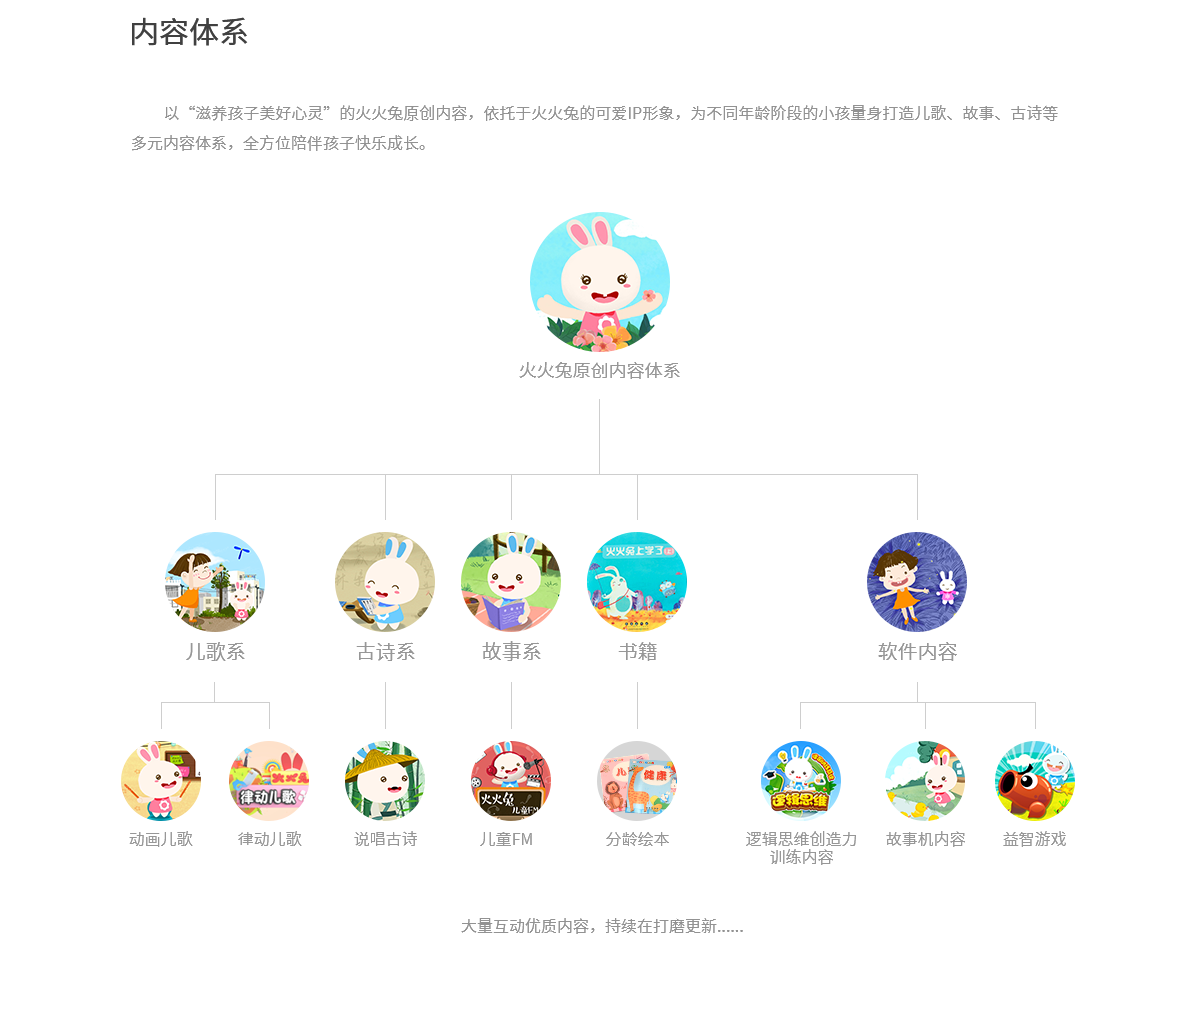 内容体系
以“滋养孩子美好心灵”的火火兔原创内容，依托于火火兔的可爱IP形象，为不同年龄阶段的小孩量身打造儿歌、故事、古诗等
多元内容体系，全方位陪伴孩子快乐成长。
火火兔原创内容体系
火火兔上学了
儿歌系
古诗系
故事系
书籍
软件内容
律动儿歌
火火兔
儿童FM
健康
逻辑思维
动画儿歌
律动儿歌
说唱古诗
儿童FM
分龄绘本
逻辑思维创造力
训练内容
故事机内容
益智游戏
大量互动优质内容，持续在打磨更新......